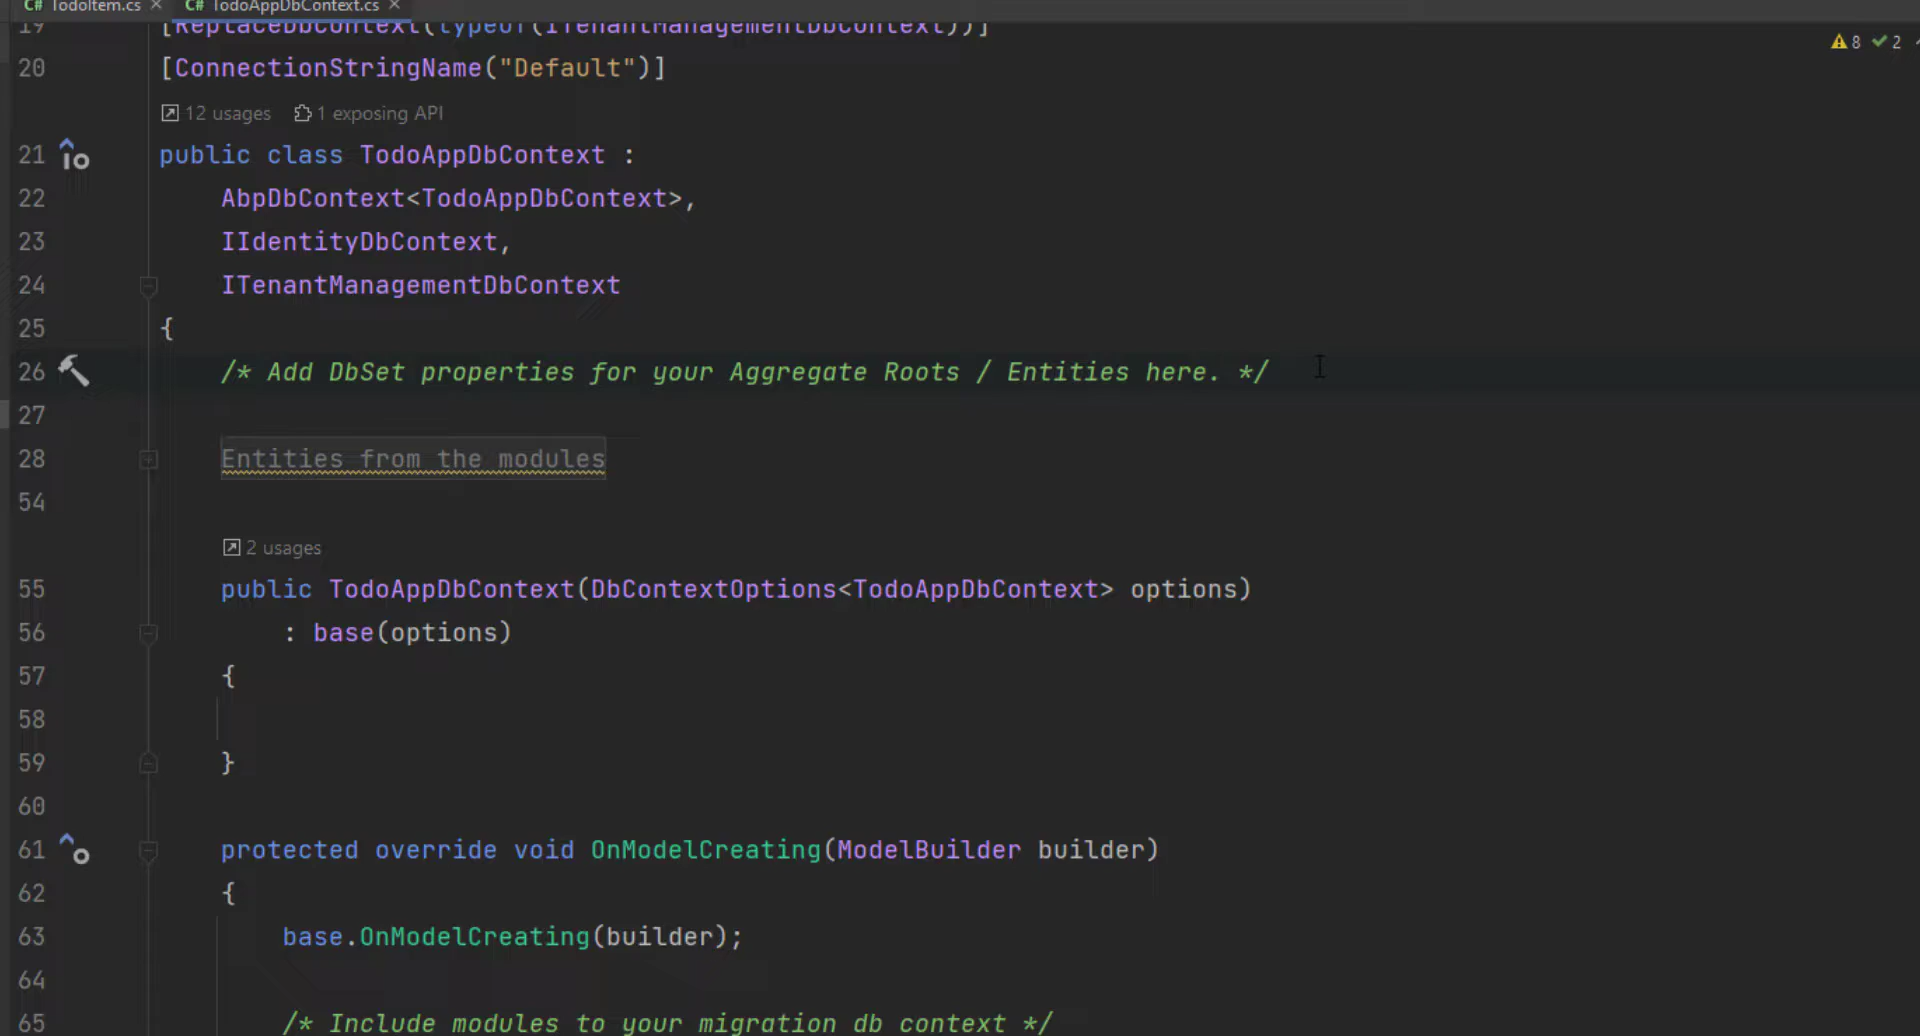 C# TodoItem.cs × C# TodoAppDbContext.cs ×
19 [ReplaceDbContext(typeof(ITenantManagementDbContext))]
8 2
20 [ConnectionStringName("Default")]
12 usages 1 exposing API
21 public class TodoAppDbContext :
22 AbpDbContext<TodoAppDbContext>,
23 IIdentityDbContext,
24 ITenantManagementDbContext
25 {
26 /* Add DbSet properties for your Aggregate Roots / Entities here. */
27
28 Entities from the modules
54
2 usages
55 public TodoAppDbContext(DbContextOptions<TodoAppDbContext> options)
56 : base(options)
57 {
58
59 }
60
61 protected override void OnModelCreating(ModelBuilder builder)
62 {
63 base.OnModelCreating(builder);
64
65 /* Include modules to your migration db context */